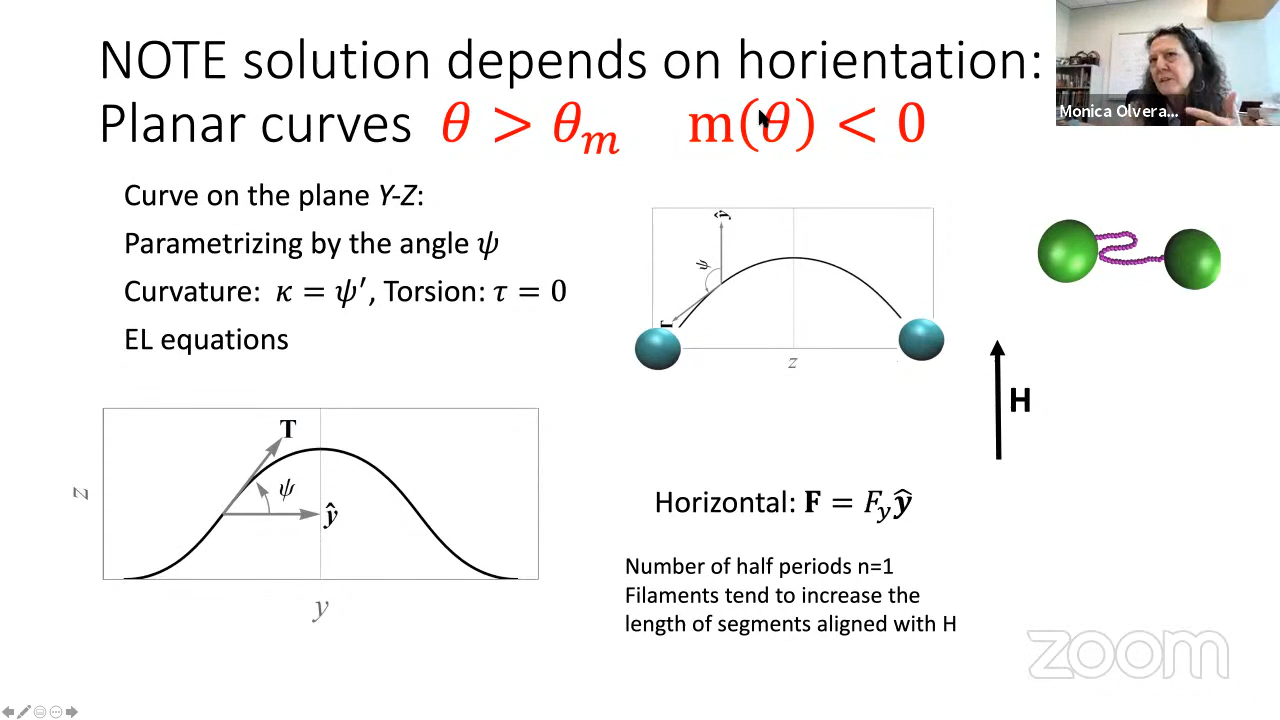 NOTE solution depends on horientation:
Planar curves θ > θₘ m(θ) < 0
Monica Olvera...
Curve on the plane Y-Z:
Parametrizing by the angle ψ
Curvature: κ = ψ′, Torsion: τ = 0
EL equations
ŷ
ψ
T
z
H
T
ψ
ŷ
z
y
Horizontal: F = F_y ŷ
Number of half periods n=1
Filaments tend to increase the
length of segments aligned with H
zoom